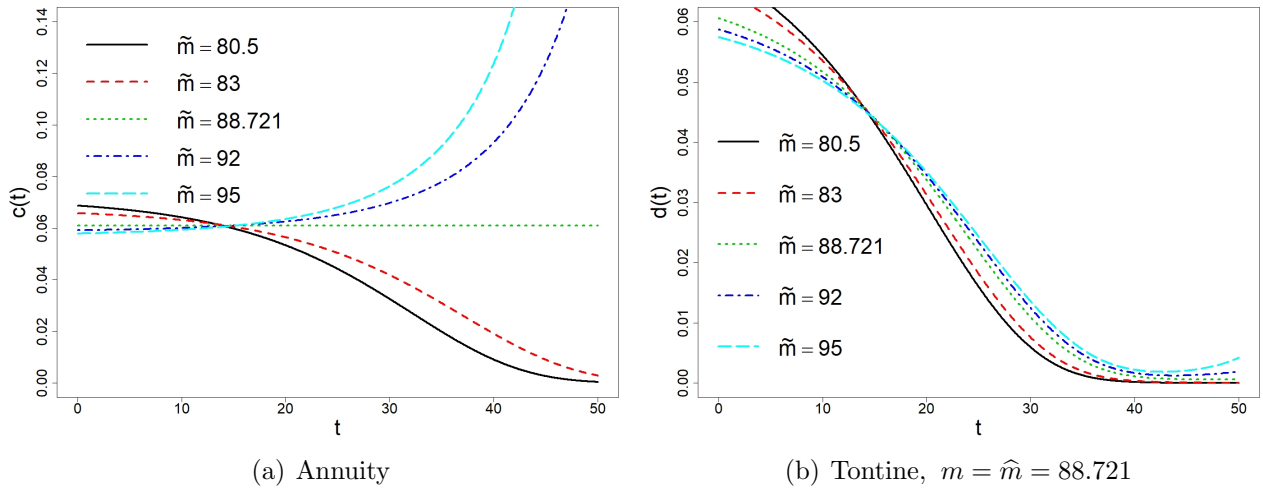 0.14
0.12
0.10
0.08
0.06
0.04
0.02
0.00
c(t)
m̃ = 80.5
m̃ = 83
m̃ = 88.721
m̃ = 92
m̃ = 95
0 10 20 30 40 50
t
(a) Annuity
0.06
0.05
0.04
0.03
0.02
0.01
0.00
d(t)
m̃ = 80.5
m̃ = 83
m̃ = 88.721
m̃ = 92
m̃ = 95
0 10 20 30 40 50
t
(b) Tontine, m = m̂ = 88.721